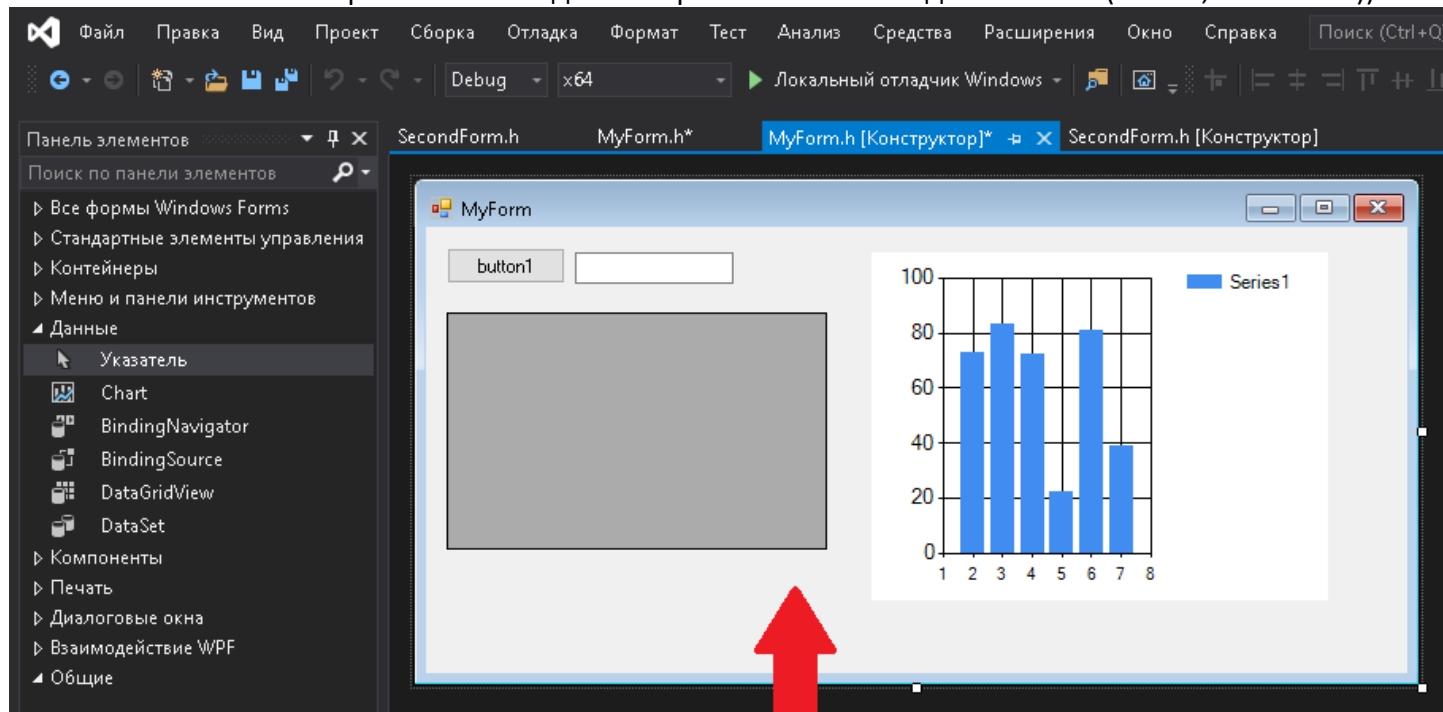 Файл Правка Вид Проект Сборка Отладка Формат Тест Анализ Средства Расширения Окно Справка Поиск (Ctrl+Q
Debug x64 Локальный отладчик Windows
Панель элементов
SecondForm.h MyForm.h* MyForm.h [Конструктор]* SecondForm.h [Конструктор]
Поиск по панели элементов
Все формы Windows Forms
Стандартные элементы управления
Контейнеры
Меню и панели инструментов
Данные
Указатель
Chart
BindingNavigator
BindingSource
DataGridView
DataSet
Компоненты
Печать
Диалоговые окна
Взаимодействие WPF
Общие
MyForm
button1
100
80
60
40
20
0
1 2 3 4 5 6 7 8
Series1